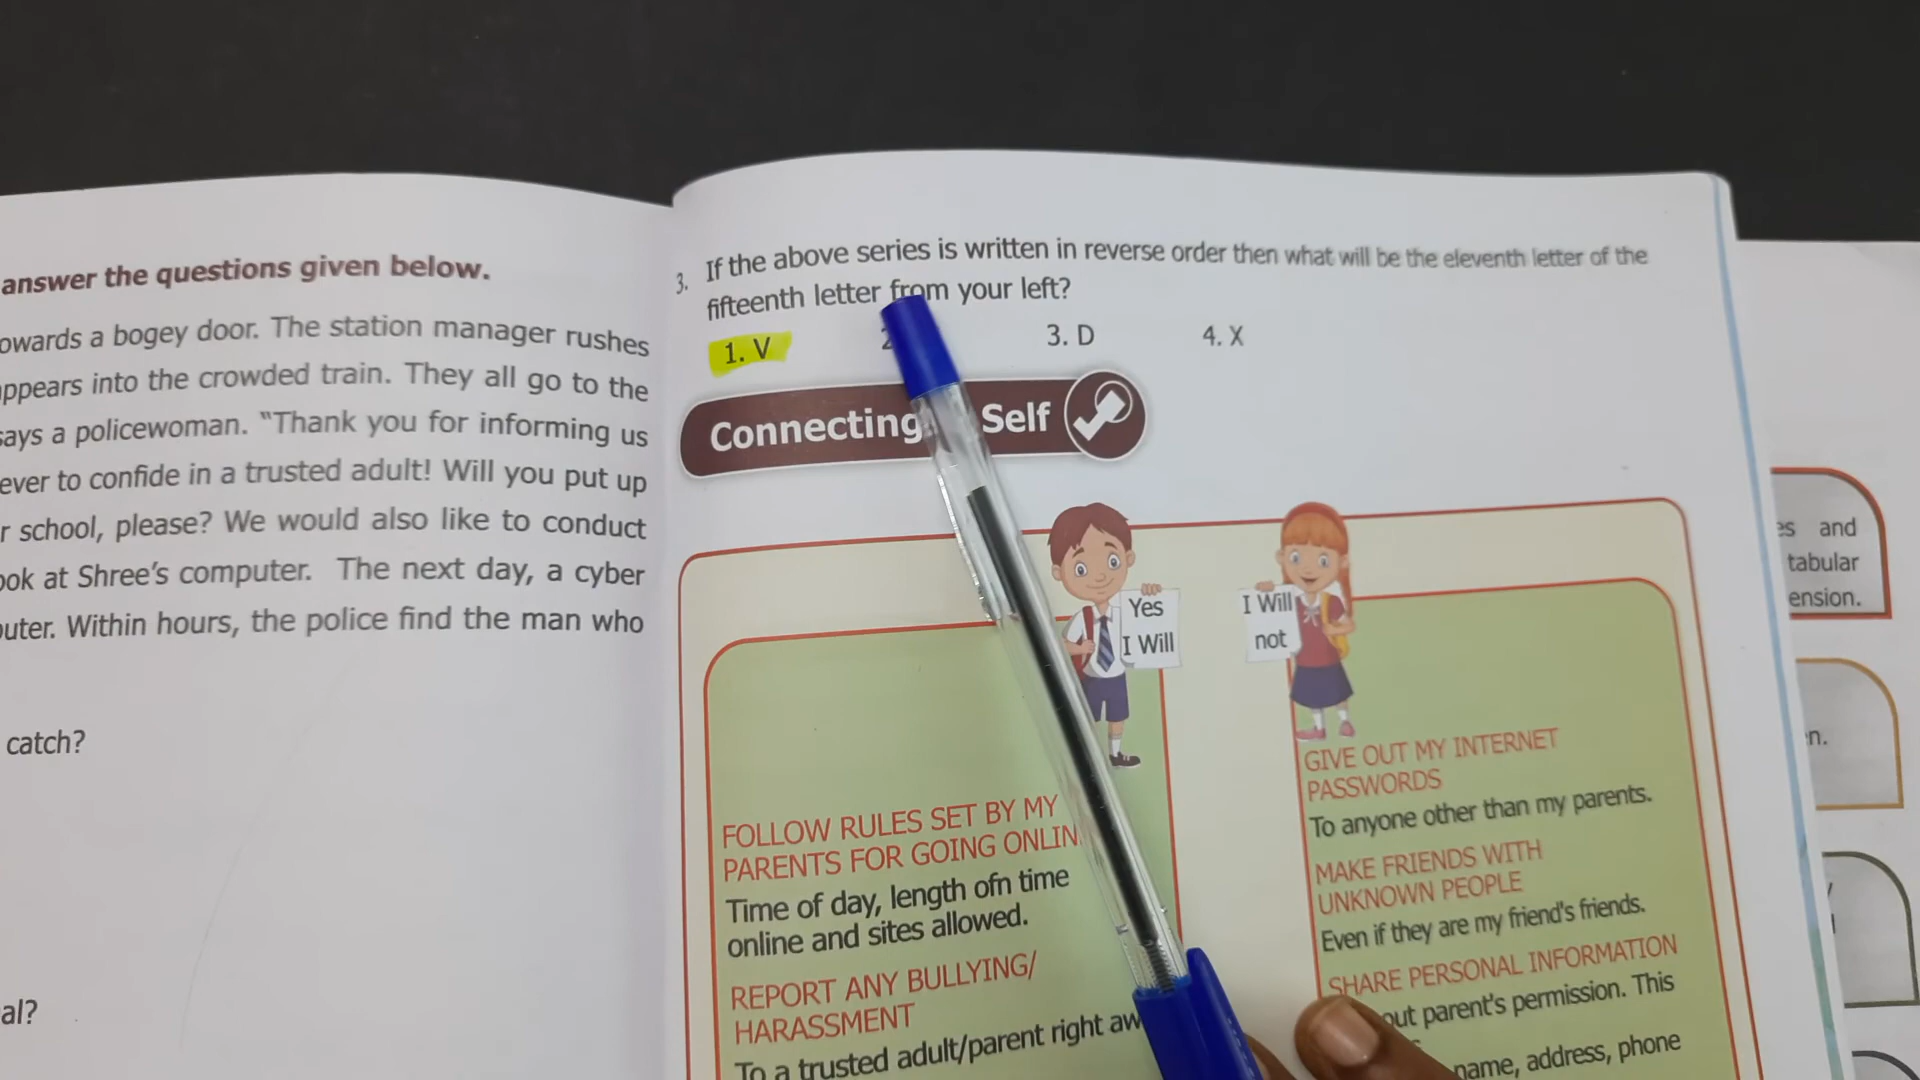 answer the questions given below.
owards a bogey door. The station manager rushes
ppears into the crowded train. They all go to the
says a policewoman. "Thank you for informing us
ever to confide in a trusted adult! Will you put up
r school, please? We would also like to conduct
ook at Shree's computer. The next day, a cyber
puter. Within hours, the police find the man who
catch?
al?
3. If the above series is written in reverse order then what will be the eleventh letter of the
fifteenth letter from your left?
1. V 2 3. D 4. X
Connecting Self
Yes
I Will
I Will
not
FOLLOW RULES SET BY MY
PARENTS FOR GOING ONLIN
Time of day, length ofn time
online and sites allowed.
REPORT ANY BULLYING/
HARASSMENT
To a trusted adult/parent right aw
GIVE OUT MY INTERNET
PASSWORDS
To anyone other than my parents.
MAKE FRIENDS WITH
UNKNOWN PEOPLE
Even if they are my friend's friends.
SHARE PERSONAL INFORMATION
out parent's permission. This
name, address, phone
es and
tabular
ension.
n.